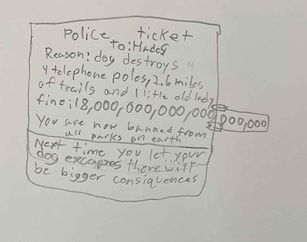 Police ticket
to: Madog
Reason: dog destroys 4
4 telephone poles, 2.6 miles
of trails and 1 little old lady
fine: 18,000,000,000,000,000,000
You are now banned from
all parks on earth
Next time you let your
dog escapes there will
be bigger consiquences